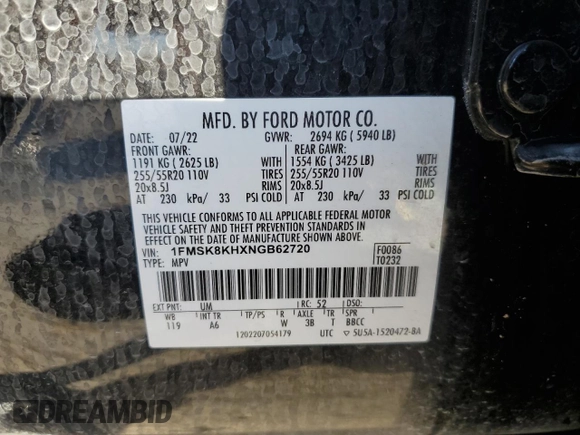 MFD. BY FORD MOTOR CO.
DATE: 07/22 GVWR: 2694 KG ( 5940 LB)
FRONT GAWR: REAR GAWR:
1191 KG ( 2625 LB) WITH 1554 KG ( 3425 LB) WITH
255/55R20 110V TIRES 255/55R20 110V TIRES
20x8.5J RIMS 20x8.5J RIMS
AT 230 kPa/ 33 PSI COLD AT 230 kPa/ 33 PSI COLD
THIS VEHICLE CONFORMS TO ALL APPLICABLE FEDERAL MOTOR
VEHICLE SAFETY AND THEFT PREVENTION STANDARDS IN
EFFECT ON THE DATE OF MANUFACTURE SHOWN ABOVE.
VIN: 1FMSK8KHXNGB62720 F0086
TYPE: MPV T0232
EXT PNT: UM RC: 52 DSO:
WB INT TR TP/PS R AXLE TR SPR
119 A6 W 3B T BBCC
1202207054179 UTC SU5A-1520472-BA
DREAMBID